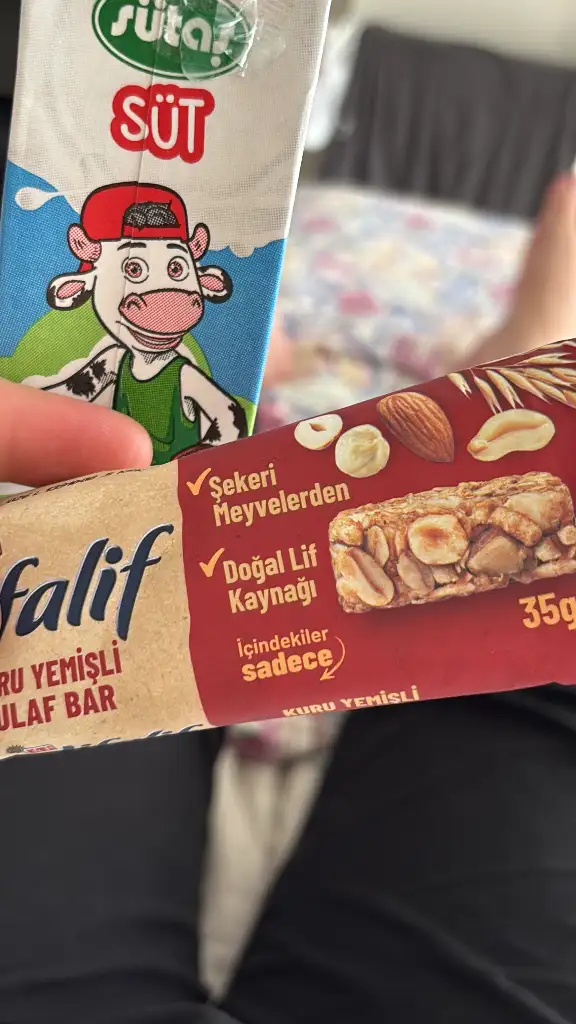 sütaş
SÜT
Şekeri
Meyvelerden
Doğal Lif
Kaynağı
İçindekiler
sadece
35g
falif
RU YEMİŞLİ
ULAF BAR
KURU YEMİŞLİ